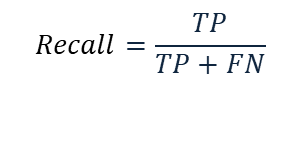 Recall = TP / TP + FN